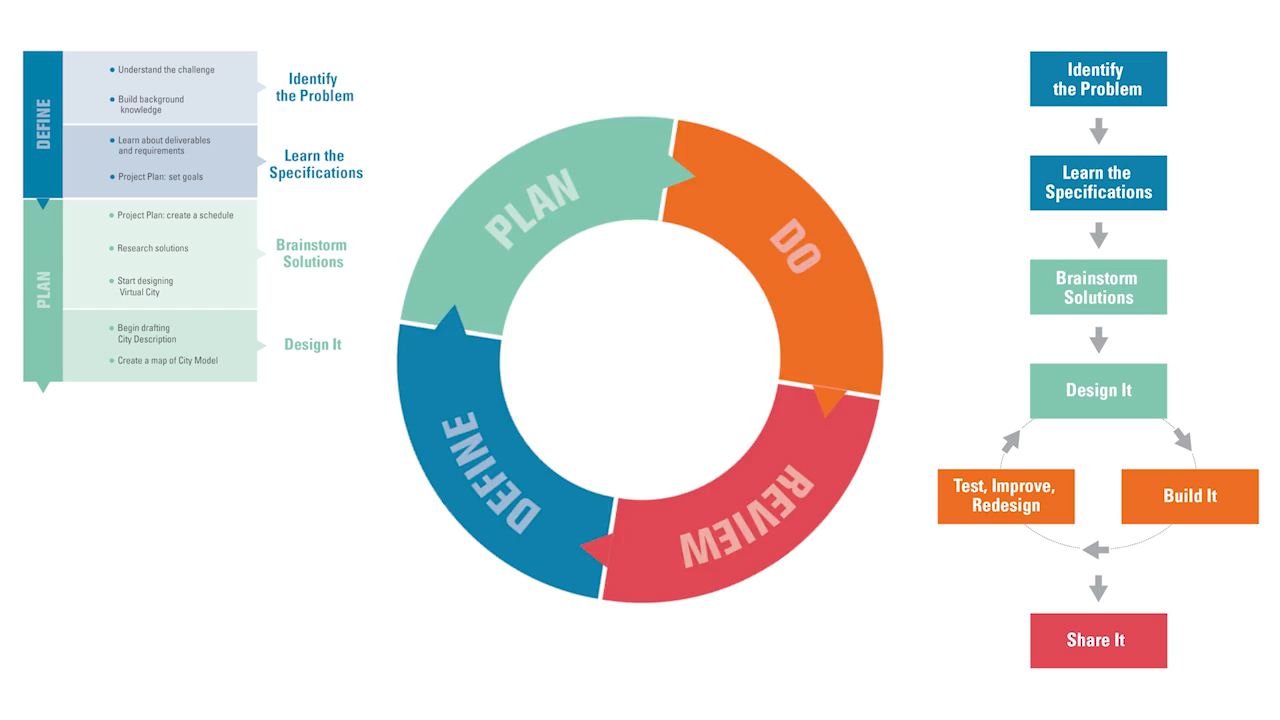 DEFINE
Understand the challenge
Build background
knowledge
Identify
the Problem
Learn about deliverables
and requirements
Project Plan: set goals
Learn the
Specifications
PLAN
Project Plan: create a schedule
Research solutions
Start designing
Virtual City
Brainstorm
Solutions
Begin drafting
City Description
Create a map of City Model
Design It
PLAN
DO
REVIEW
DEFINE
Identify
the Problem
Learn the
Specifications
Brainstorm
Solutions
Design It
Test, Improve,
Redesign
Build It
Share It